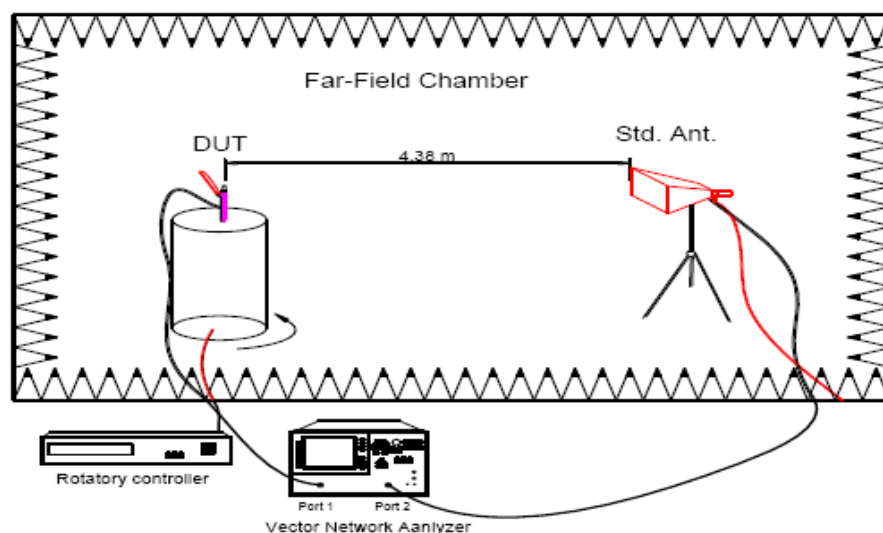 Far-Field Chamber
DUT
4.38 m
Std. Ant.
Rotatory controller
Port 1
Port 2
Vector Network Aanlyzer